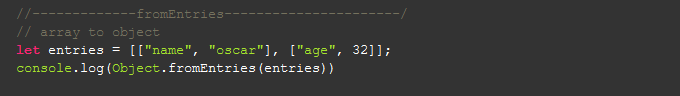 //-------------fromEntries----------------------/
// array to object
let entries = [["name", "oscar"], ["age", 32]];
console.log(Object.fromEntries(entries))